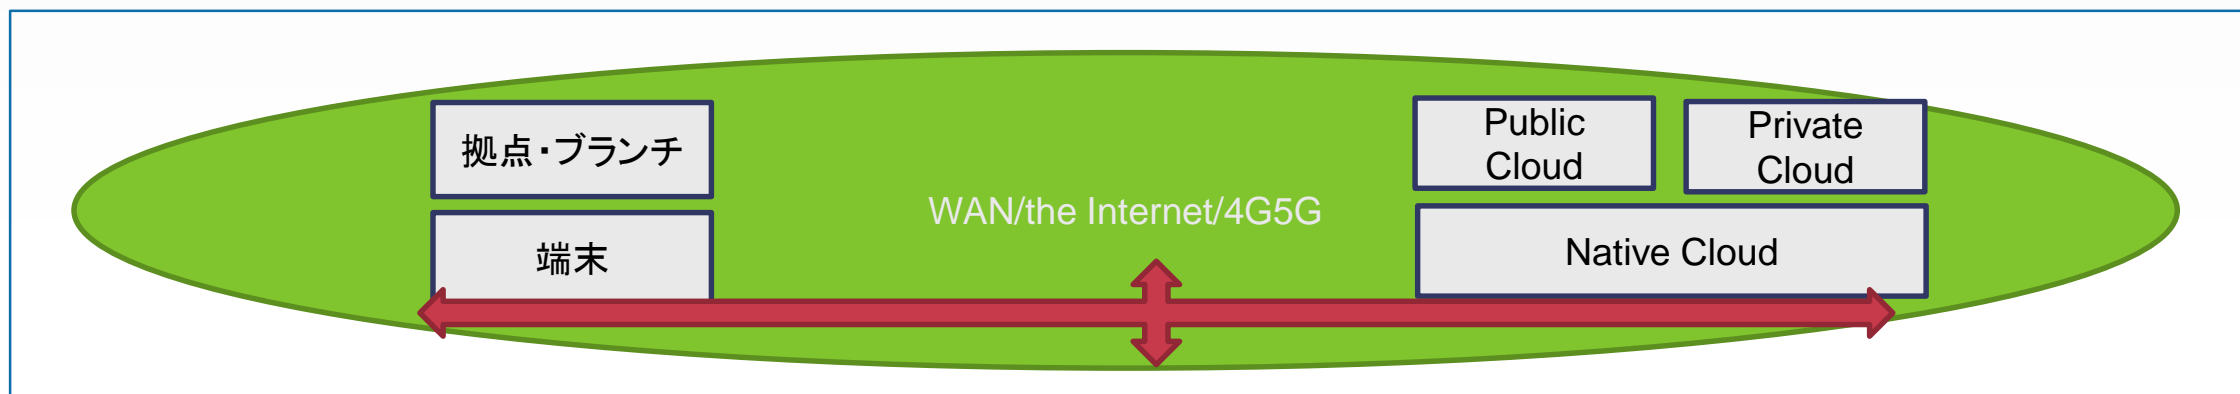 拠点・ブランチ
端末
WAN/the Internet/4G5G
Public
Cloud
Private
Cloud
Native Cloud